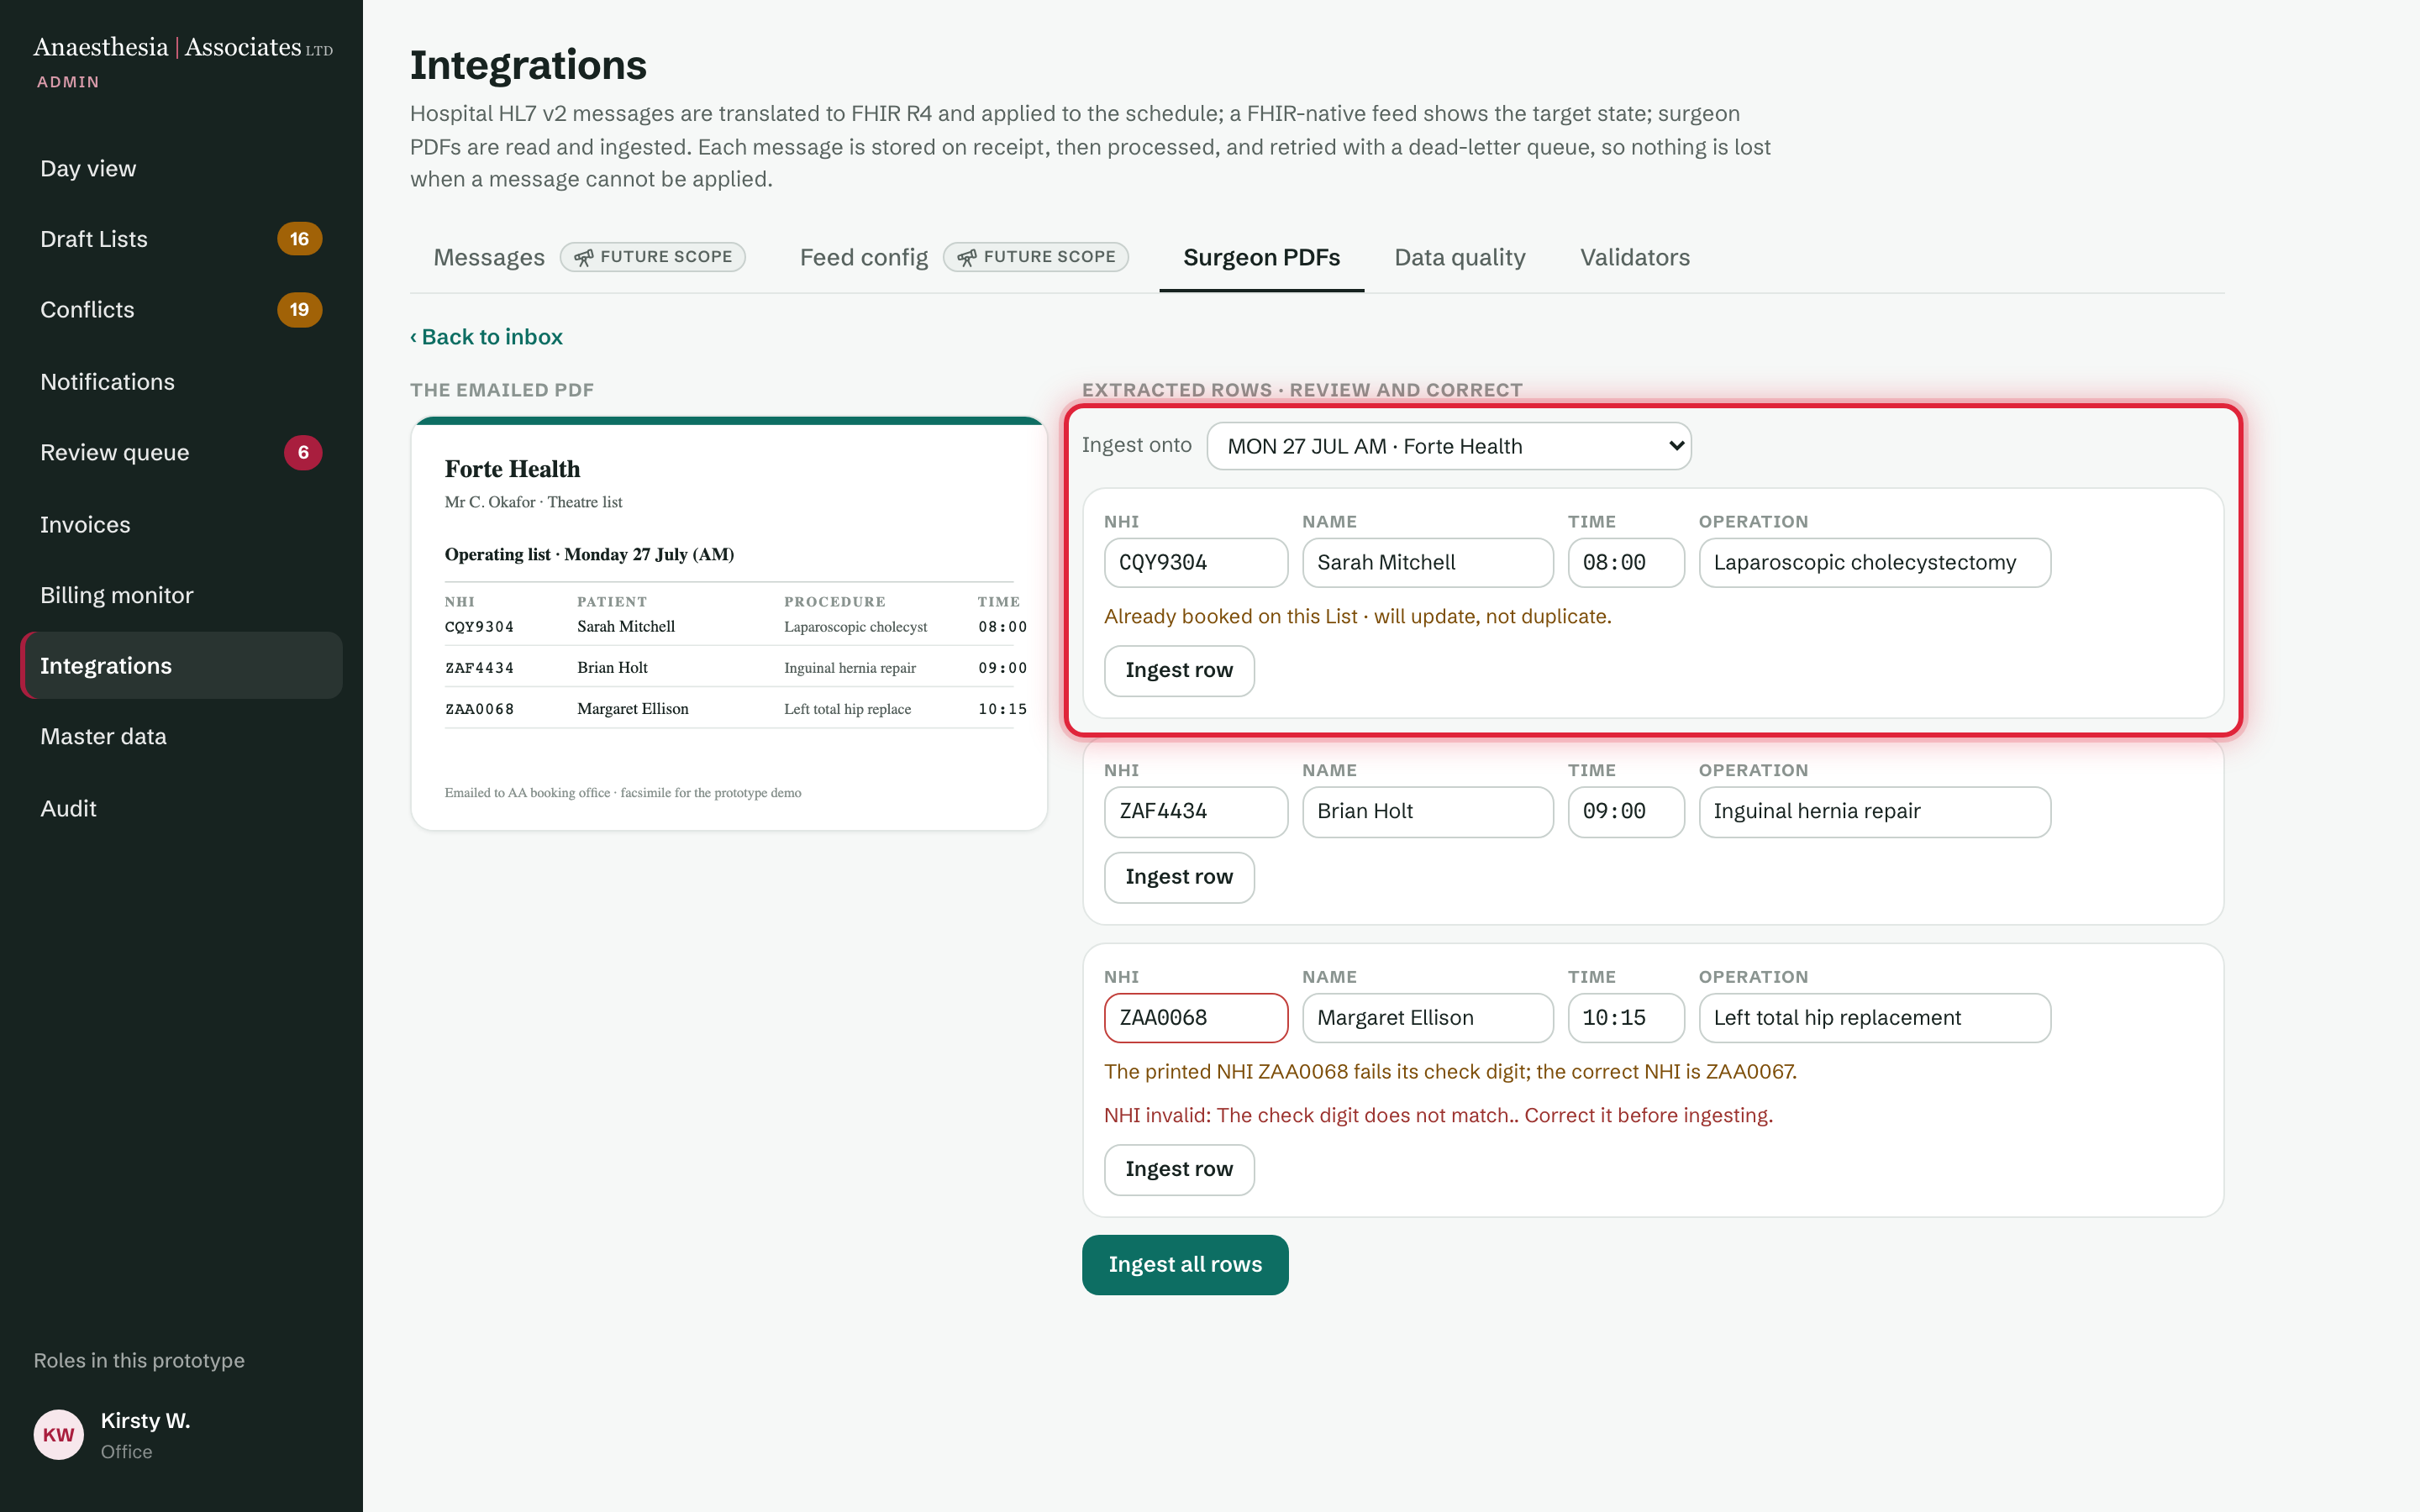 Anaesthesia | Associates LTD
ADMIN
Day view
Draft Lists 16
Conflicts 19
Notifications
Review queue 6
Invoices
Billing monitor
Integrations
Master data
Audit
Roles in this prototype
KW
Kirsty W.
Office
Integrations
Hospital HL7 v2 messages are translated to FHIR R4 and applied to the schedule; a FHIR-native feed shows the target state; surgeon
PDFs are read and ingested. Each message is stored on receipt, then processed, and retried with a dead-letter queue, so nothing is lost
when a message cannot be applied.
Messages FUTURE SCOPE Feed config FUTURE SCOPE Surgeon PDFs Data quality Validators
‹ Back to inbox
THE EMAILED PDF
Forte Health
Mr C. Okafor · Theatre list
Operating list · Monday 27 July (AM)
NHI PATIENT PROCEDURE TIME
CQY9304 Sarah Mitchell Laparoscopic cholecyst 08:00
ZAF4434 Brian Holt Inguinal hernia repair 09:00
ZAA0068 Margaret Ellison Left total hip replace 10:15
Emailed to AA booking office · facsimile for the prototype demo
EXTRACTED ROWS · REVIEW AND CORRECT
Ingest onto MON 27 JUL AM · Forte Health
NHI NAME TIME OPERATION
CQY9304 Sarah Mitchell 08:00 Laparoscopic cholecystectomy
Already booked on this List · will update, not duplicate.
Ingest row
NHI NAME TIME OPERATION
ZAF4434 Brian Holt 09:00 Inguinal hernia repair
Ingest row
NHI NAME TIME OPERATION
ZAA0068 Margaret Ellison 10:15 Left total hip replacement
The printed NHI ZAA0068 fails its check digit; the correct NHI is ZAA0067.
NHI invalid: The check digit does not match.. Correct it before ingesting.
Ingest row
Ingest all rows